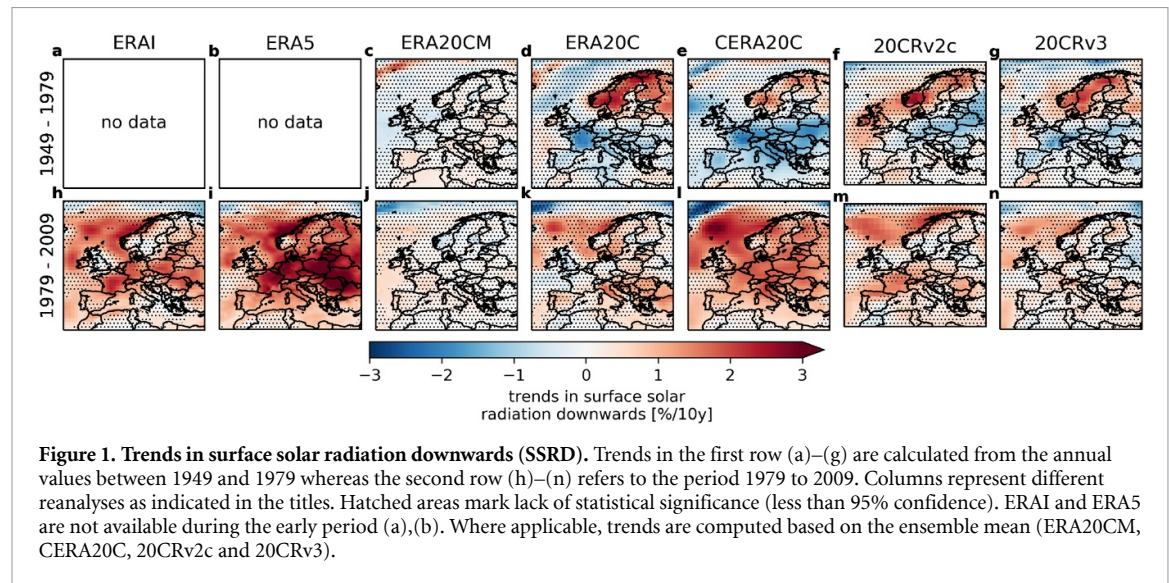 a ERAI b ERA5 c ERA20CM d ERA20C e CERA20C f 20CRv2c g 20CRv3
1949 - 1979
no data no data
h i j k l m n
1979 - 2009
−3 −2 −1 0 1 2 3
trends in surface solar
radiation downwards [%/10y]
Figure 1. Trends in surface solar radiation downwards (SSRD). Trends in the first row (a)–(g) are calculated from the annual
values between 1949 and 1979 whereas the second row (h)–(n) refers to the period 1979 to 2009. Columns represent different
reanalyses as indicated in the titles. Hatched areas mark lack of statistical significance (less than 95% confidence). ERAI and ERA5
are not available during the early period (a),(b). Where applicable, trends are computed based on the ensemble mean (ERA20CM,
CERA20C, 20CRv2c and 20CRv3).